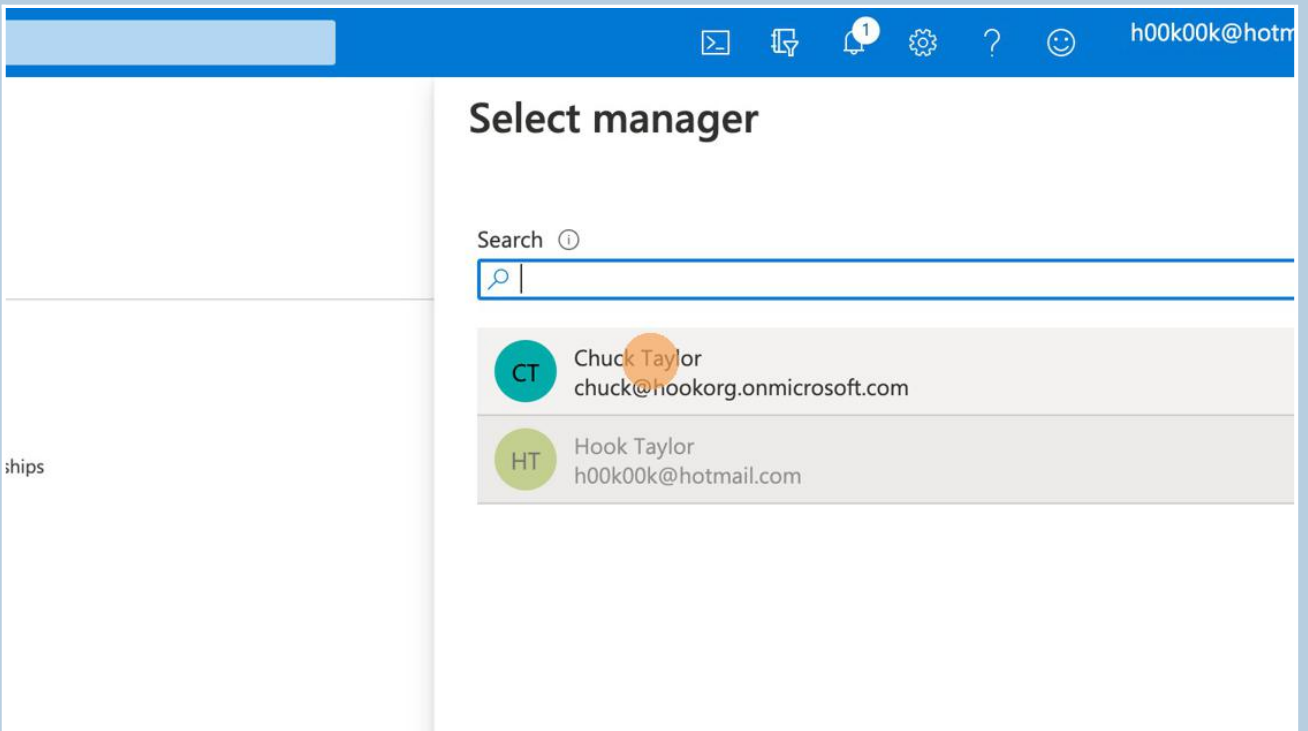 1
h00k00k@hotm
Select manager
Search
CT
Chuck Taylor
chuck@hookorg.onmicrosoft.com
HT
Hook Taylor
h00k00k@hotmail.com
ships